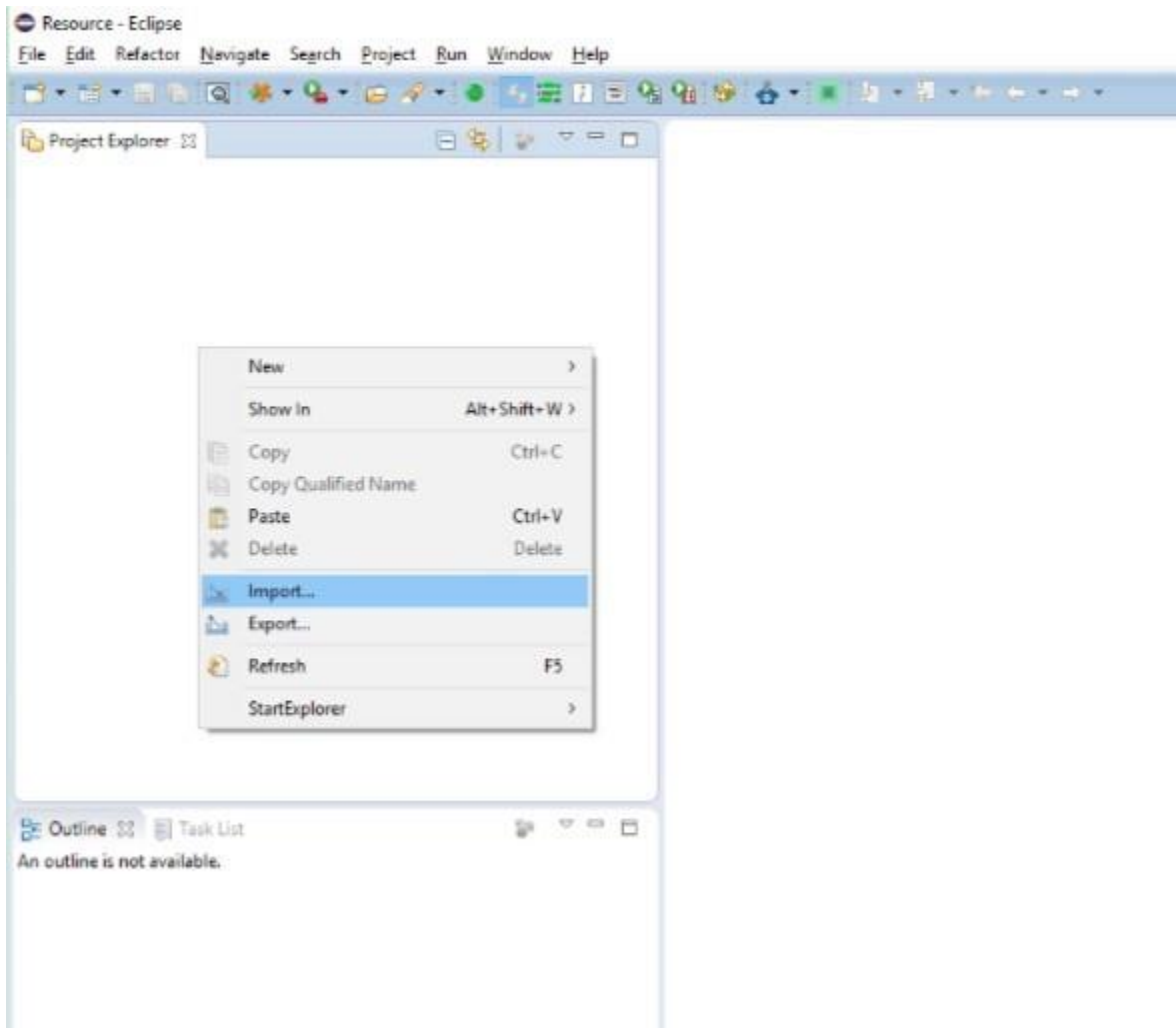 Resource - Eclipse
File Edit Refactor Navigate Search Project Run Window Help
Project Explorer
New
Show In Alt+Shift+W >
Copy Ctrl+C
Copy Qualified Name
Paste Ctrl+V
Delete Delete
Import...
Export...
Refresh F5
StartExplorer
Outline Task List
An outline is not available.